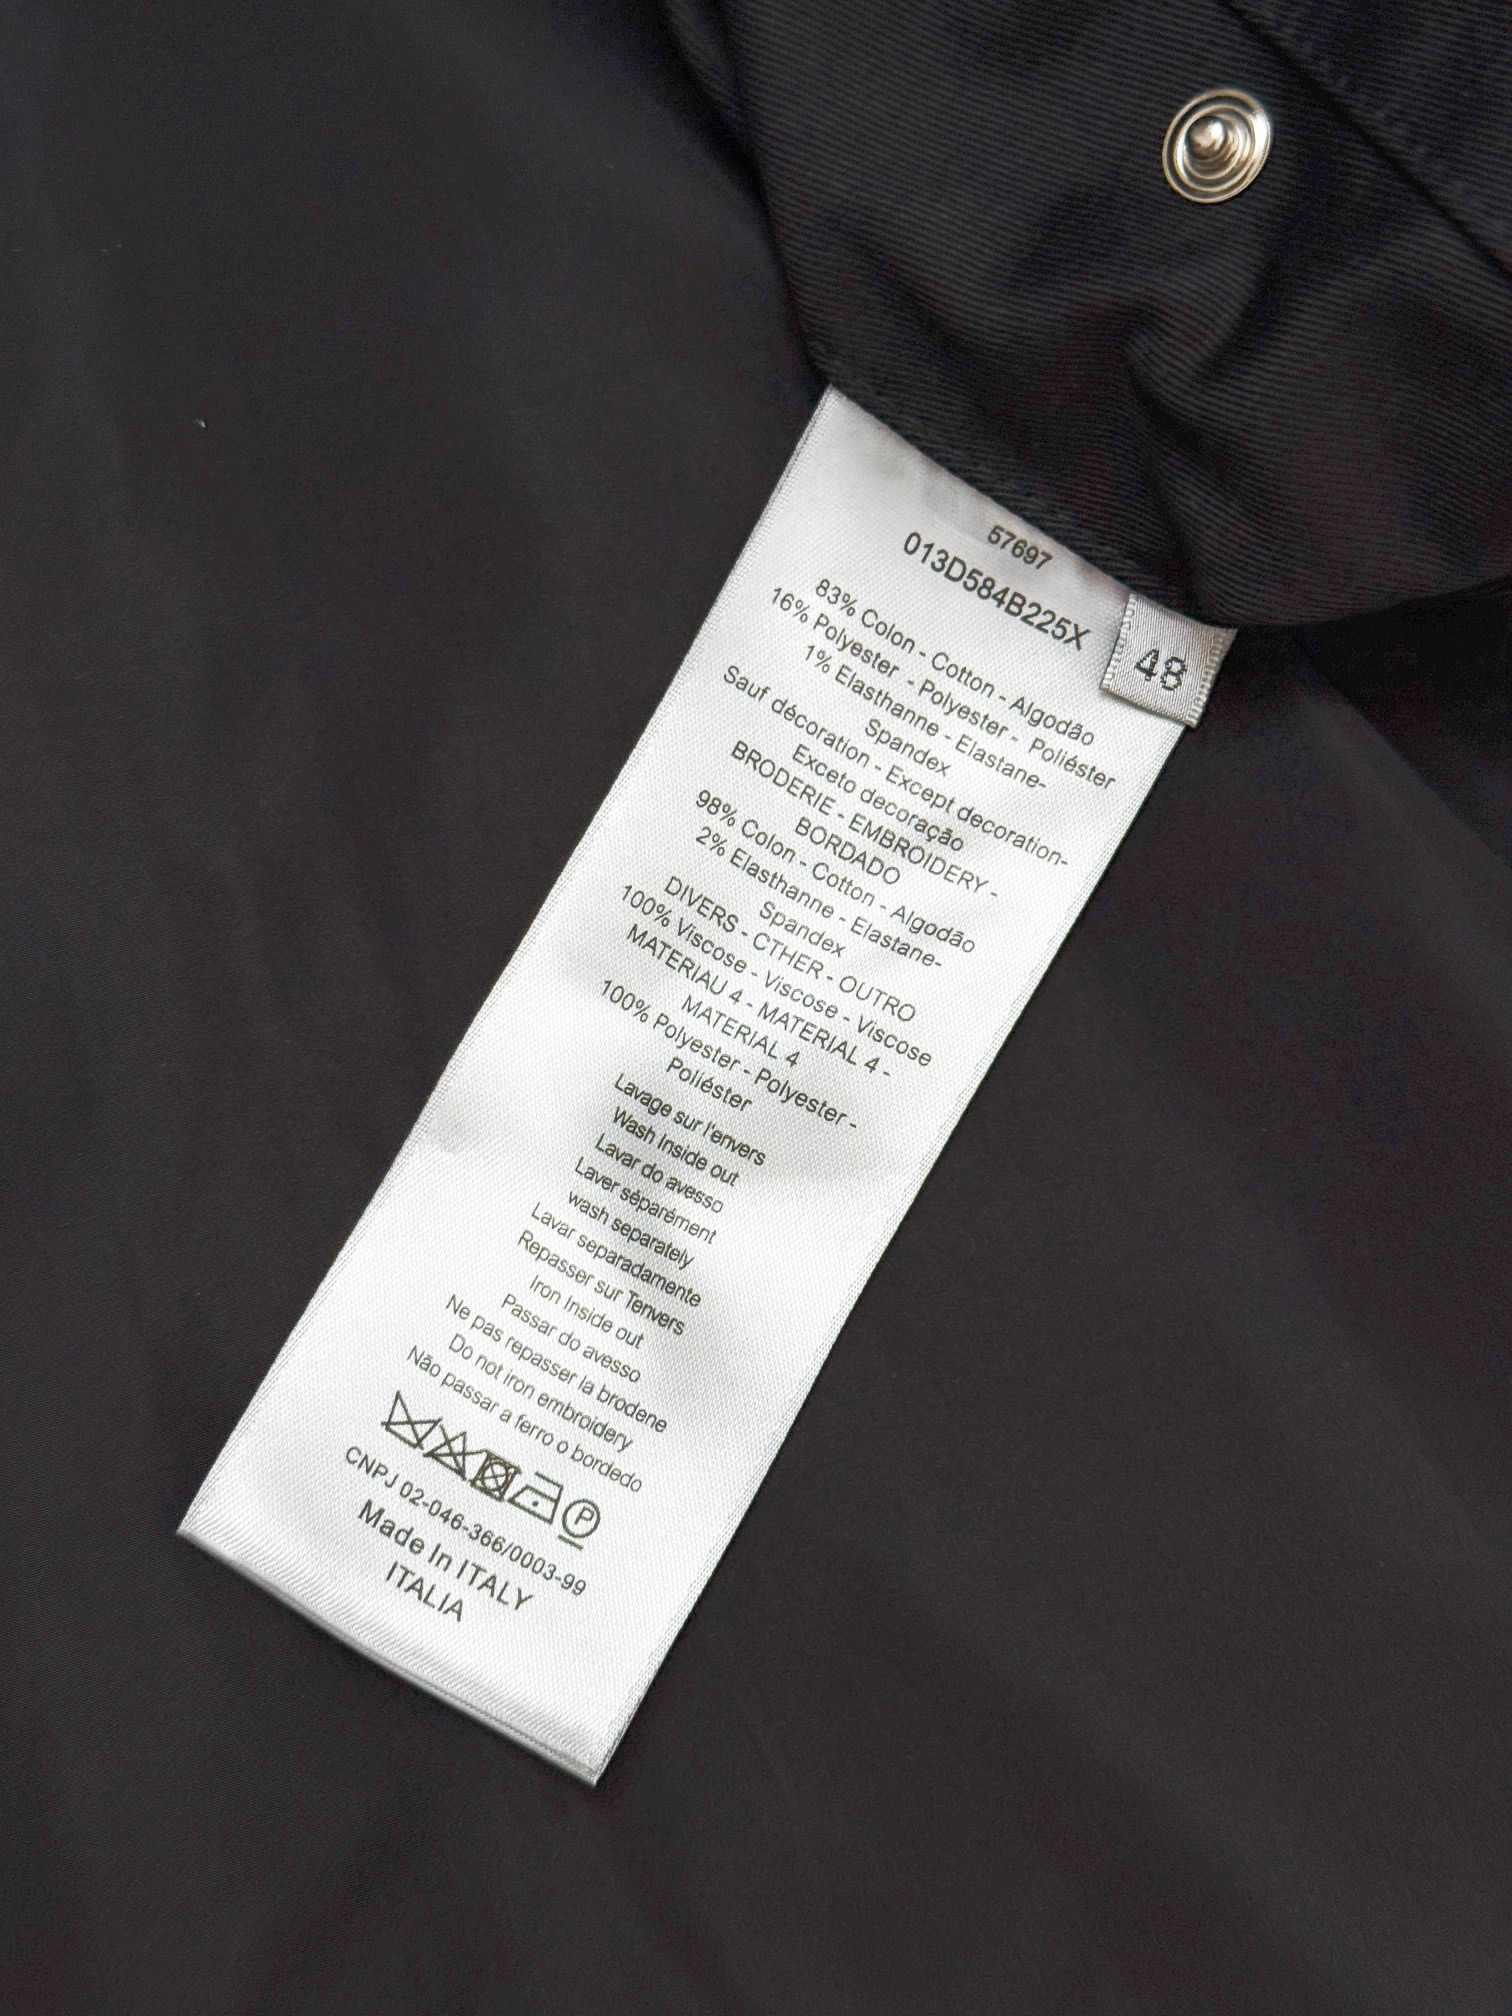 57697
013D584B225X
48
83% Colon - Cotton - Algodão
16% Polyester - Polyester - Poliéster
1% Elasthanne - Elastane-
Spandex
Sauf décoration - Except decoration-
Exceto decoração
BRODERIE - EMBROIDERY -
BORDADO
98% Colon - Cotton - Algodão
2% Elasthanne - Elastane-
Spandex
DIVERS - CTHER - OUTRO
100% Viscose - Viscose - Viscose
MATERIAU 4 - MATERIAL 4 -
MATERIAL 4
100% Polyester - Polyester -
Poliéster
Lavage sur l'envers
Wash Inside out
Lavar do avesso
Laver séparément
wash separately
Lavar separadamente
Repasser sur Tenvers
Iron Inside out
Passar do avesso
Ne pas repasser la brodene
Do not iron embroidery
Não passar a ferro o bordedo
P
CNPJ 02-046-366/0003-99
Made In ITALY
ITALIA